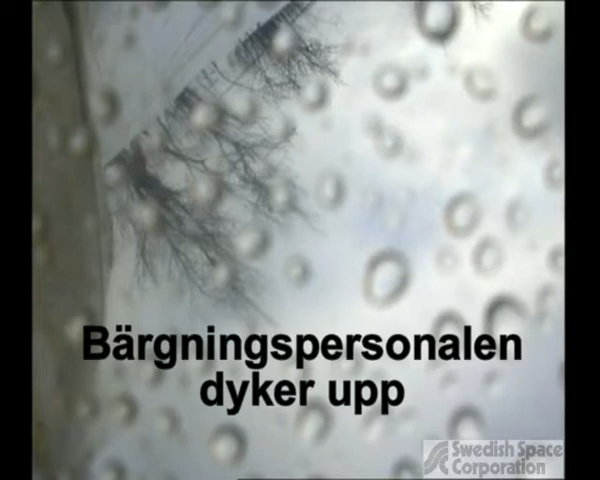 Bärgningspersonalen
dyker upp
Swedish Space
Corporation